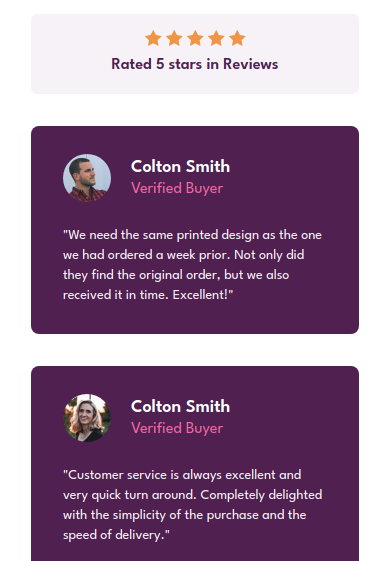 Rated 5 stars in Reviews
Colton Smith
Verified Buyer
"We need the same printed design as the one
we had ordered a week prior. Not only did
they find the original order, but we also
received it in time. Excellent!"
Colton Smith
Verified Buyer
"Customer service is always excellent and
very quick turn around. Completely delighted
with the simplicity of the purchase and the
speed of delivery."